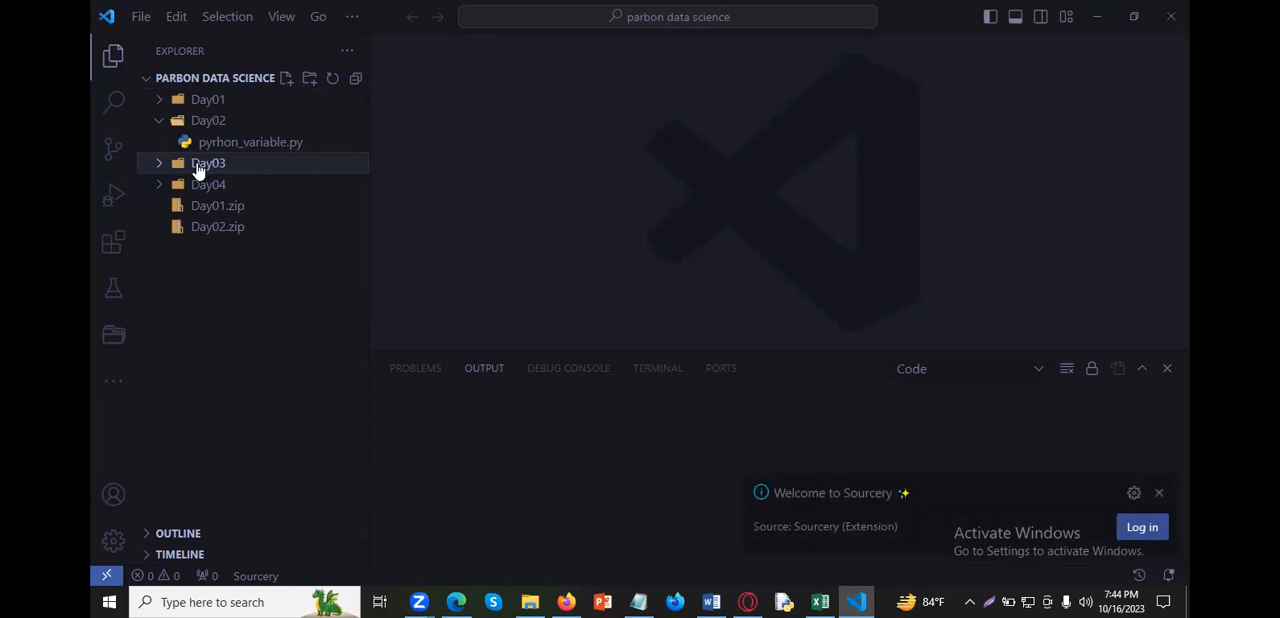 File Edit Selection View Go ··· parbon data science
EXPLORER ···
PARBON DATA SCIENCE
Day01
Day02
pyrhon_variable.py
Day03
Day04
Day01.zip
Day02.zip
PROBLEMS OUTPUT DEBUG CONSOLE TERMINAL PORTS Code
Welcome to Sourcery ✨
Source: Sourcery (Extension) Log in
Activate Windows
Go to Settings to activate Windows.
OUTLINE
TIMELINE
0 0 0 Sourcery
Type here to search 84°F 7:44 PM
10/16/2023